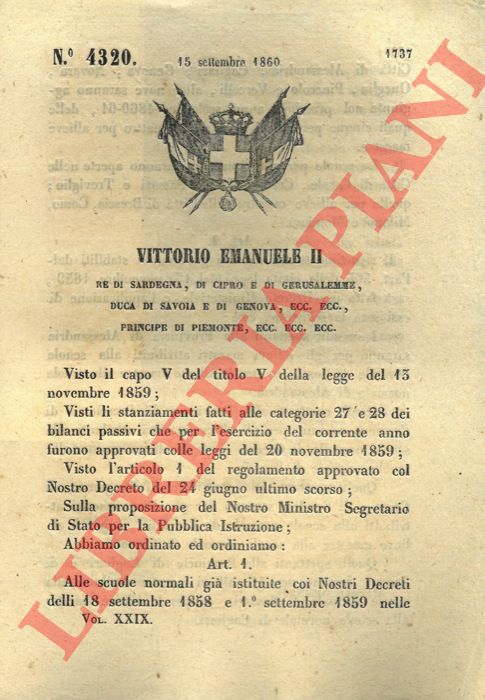 N.° 4320.
15 settembre 1860
1737
VITTORIO EMANUELE II
RE DI SARDEGNA, DI CIPRO E DI GERUSALEMME,
DUCA DI SAVOIA E DI GENOVA, ECC. ECC.,
PRINCIPE DI PIEMONTE, ECC. ECC. ECC.
Visto il capo V del titolo V della legge del 13
novembre 1859;
Visti li stanziamenti fatti alle categorie 27 e 28 dei
bilanci passivi che per l'esercizio del corrente anno
furono approvati colle leggi del 20 novembre 1859;
Visto l'articolo 1 del regolamento approvato col
Nostro Decreto del 24 giugno ultimo scorso;
Sulla proposizione del Nostro Ministro Segretario
di Stato per la Pubblica Istruzione;
Abbiamo ordinato ed ordiniamo:
Art. 1.
Alle scuole normali già istituite coi Nostri Decreti
delli 18 settembre 1858 e 1.° settembre 1859 nelle
VOL. XXIX.
LIBRERIA PIANI